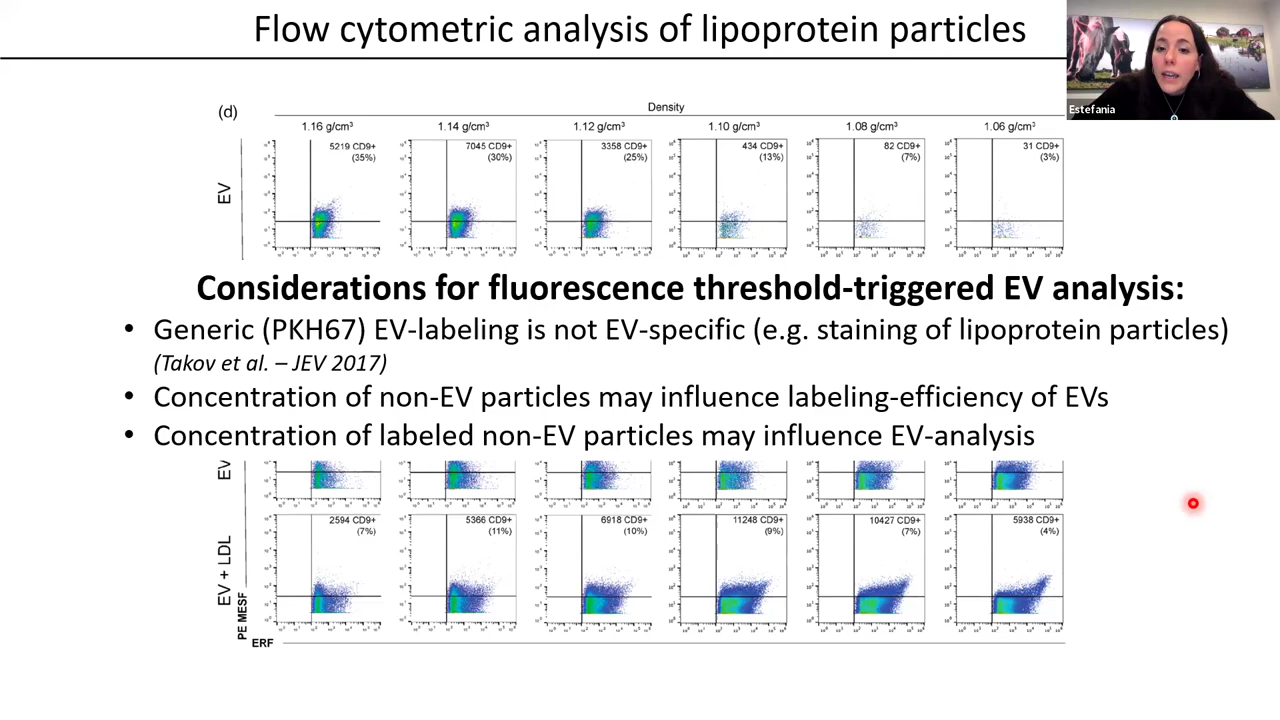 Flow cytometric analysis of lipoprotein particles
Estefania
(d)
Density
1.16 g/cm³ 1.14 g/cm³ 1.12 g/cm³ 1.10 g/cm³ 1.08 g/cm³ 1.06 g/cm³
EV
5219 CD9+ 7045 CD9+ 3358 CD9+ 434 CD9+ 82 CD9+ 31 CD9+
(35%) (30%) (25%) (13%) (7%) (3%)
Considerations for fluorescence threshold-triggered EV analysis:
• Generic (PKH67) EV-labeling is not EV-specific (e.g. staining of lipoprotein particles)
(Takov et al. – JEV 2017)
• Concentration of non-EV particles may influence labeling-efficiency of EVs
• Concentration of labeled non-EV particles may influence EV-analysis
EV
EV + LDL
2594 CD9+ 5366 CD9+ 6918 CD9+ 11248 CD9+ 10427 CD9+ 5938 CD9+
(7%) (11%) (10%) (9%) (7%) (4%)
PE MESF
ERF